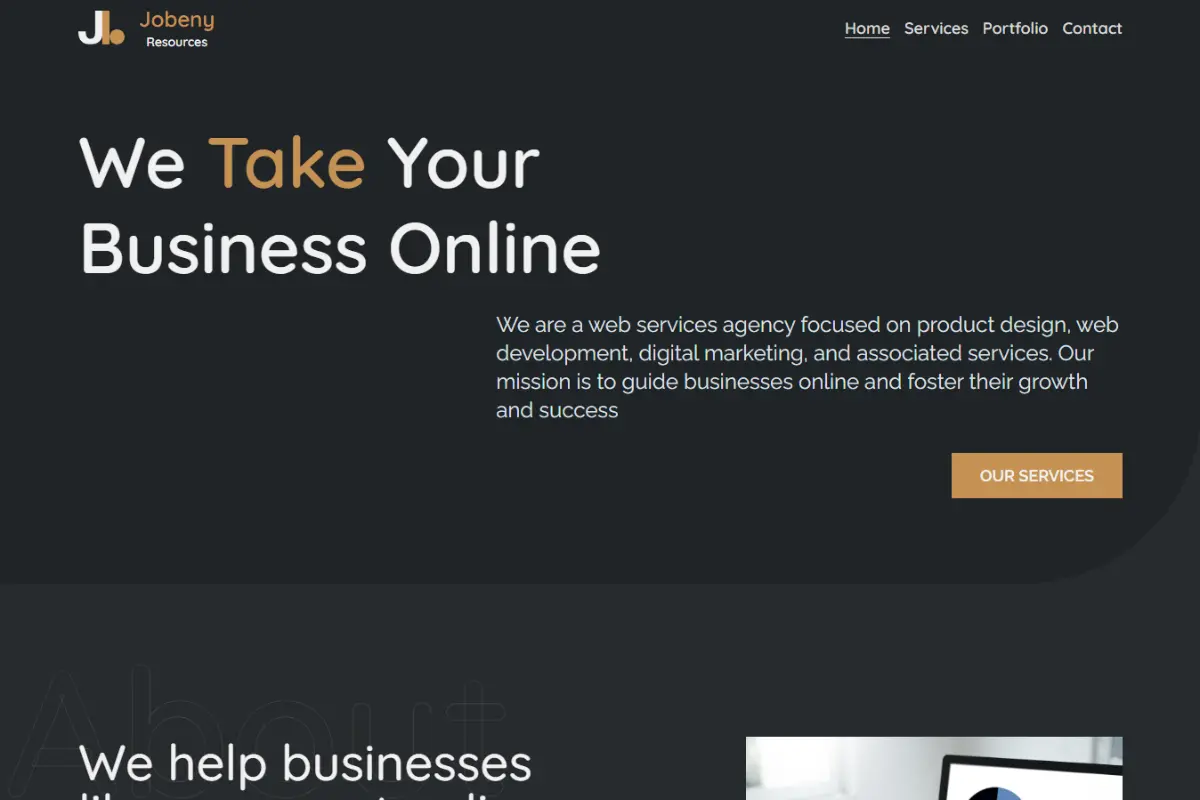 Jobeny
Resources
Home Services Portfolio Contact
We Take Your
Business Online
We are a web services agency focused on product design, web
development, digital marketing, and associated services. Our
mission is to guide businesses online and foster their growth
and success
OUR SERVICES
About
We help businesses